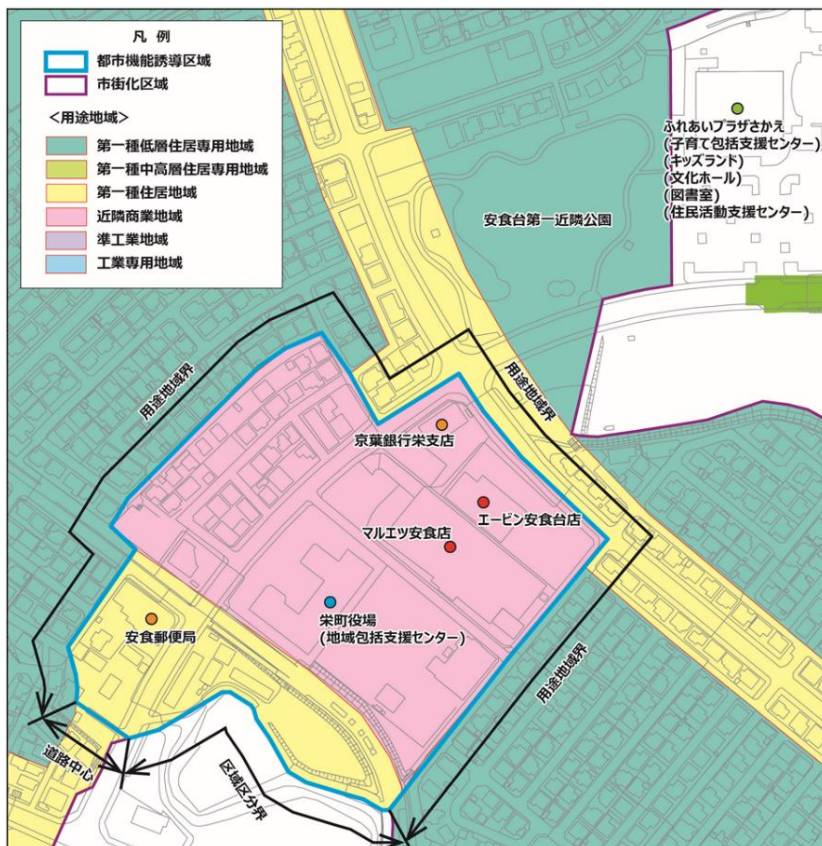 凡 例
都市機能誘導区域
市街化区域
＜用途地域＞
第一種低層住居専用地域
第一種中高層住居専用地域
第一種住居地域
近隣商業地域
準工業地域
工業専用地域
ふれあいプラザさかえ
(子育て包括支援センター)
(キッズランド)
(文化ホール)
(図書室)
(住民活動支援センター)
安食台第一近隣公園
用途地域界
用途地域界
京葉銀行栄支店
エービン安食台店
マルエツ安食店
栄町役場
(地域包括支援センター)
安食郵便局
用途地域界
道路中心
区域区分界